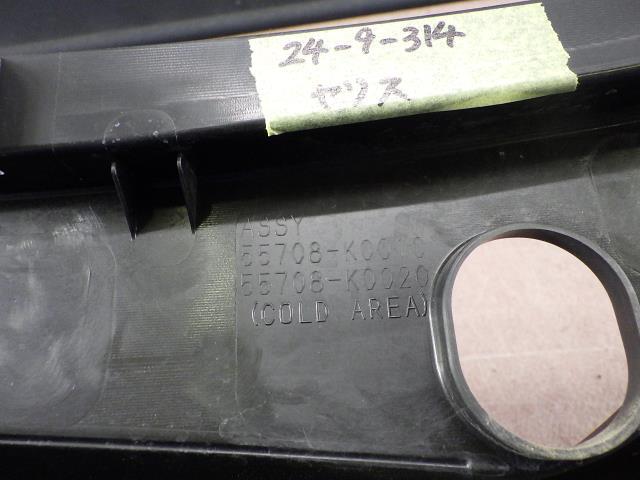 24-9-314
ヤリス
ASSY
55708-K0010
55708-K0020
(COLD AREA)